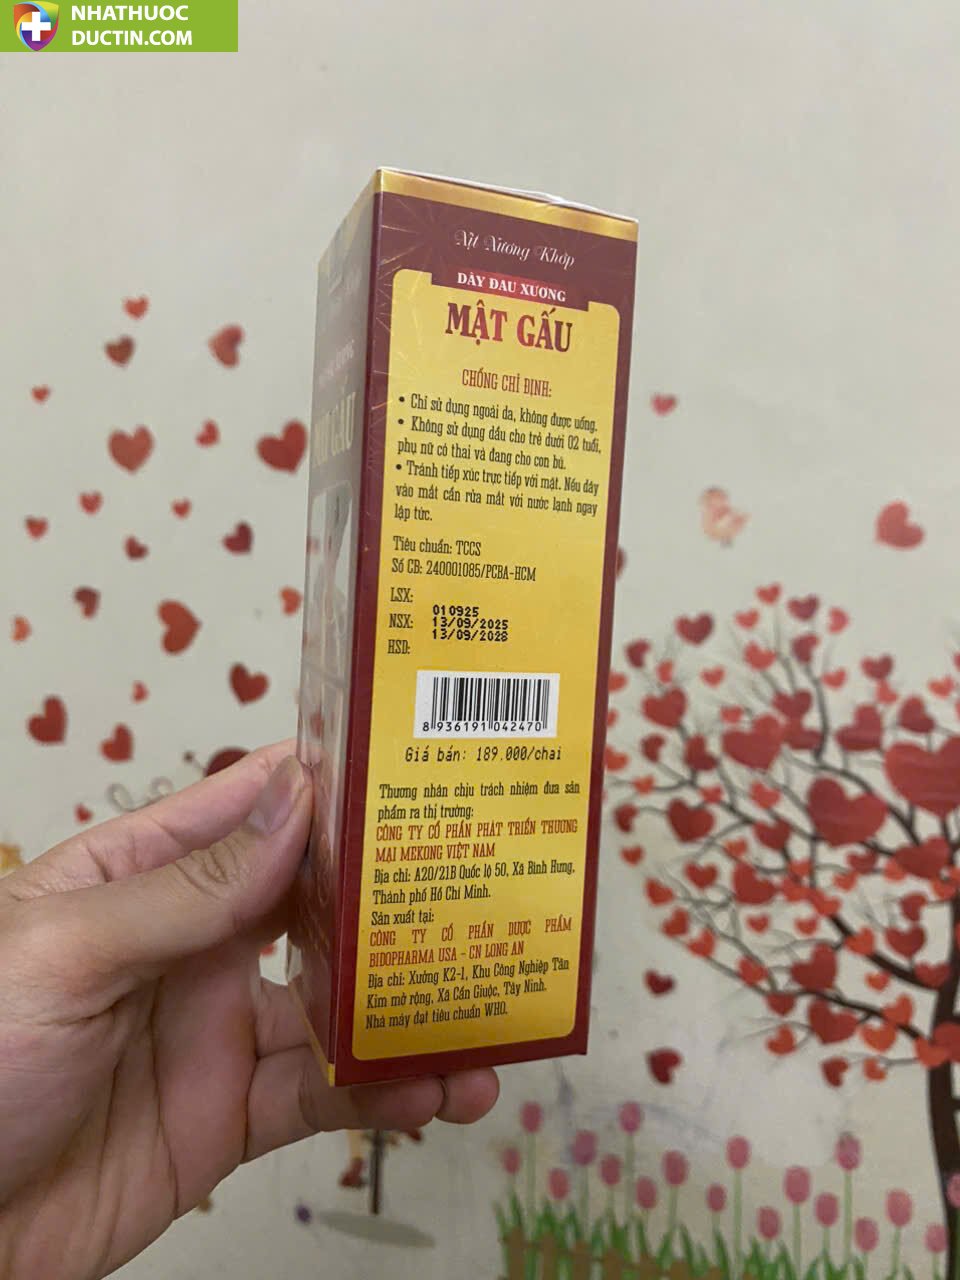 NHATHUOC
DUCTIN.COM
Xịt Xương Khớp
DÂY ĐAU XƯƠNG
MẬT GẤU
CHỐNG CHỈ ĐỊNH:
• Chỉ sử dụng ngoài da, không được uống.
• Không sử dụng dầu cho trẻ dưới 02 tuổi,
phụ nữ có thai và đang cho con bú.
• Tránh tiếp xúc trực tiếp với mắt. Nếu dây
vào mắt cần rửa mắt với nước lạnh ngay
lập tức.
Tiêu chuẩn: TCCS
Số CB: 240001085/PCBA-HCM
LSX: 010925
NSX: 13/09/2025
HSD: 13/09/2028
8 936191 042470
Giá bán: 189.000/chai
Thương nhân chịu trách nhiệm đưa sản
phẩm ra thị trường:
CÔNG TY CỔ PHẦN PHÁT TRIỂN THƯƠNG
MẠI MEKONG VIỆT NAM
Địa chỉ: A20/21B Quốc lộ 50, Xã Bình Hưng,
Thành phố Hồ Chí Minh.
Sản xuất tại:
CÔNG TY CỔ PHẦN DƯỢC PHẨM
BIDOPHARMA USA - CN LONG AN
Địa chỉ: Xưởng K2-1, Khu Công Nghiệp Tân
Kim mở rộng, Xã Cần Giuộc, Tây Ninh.
Nhà máy đạt tiêu chuẩn WHO.